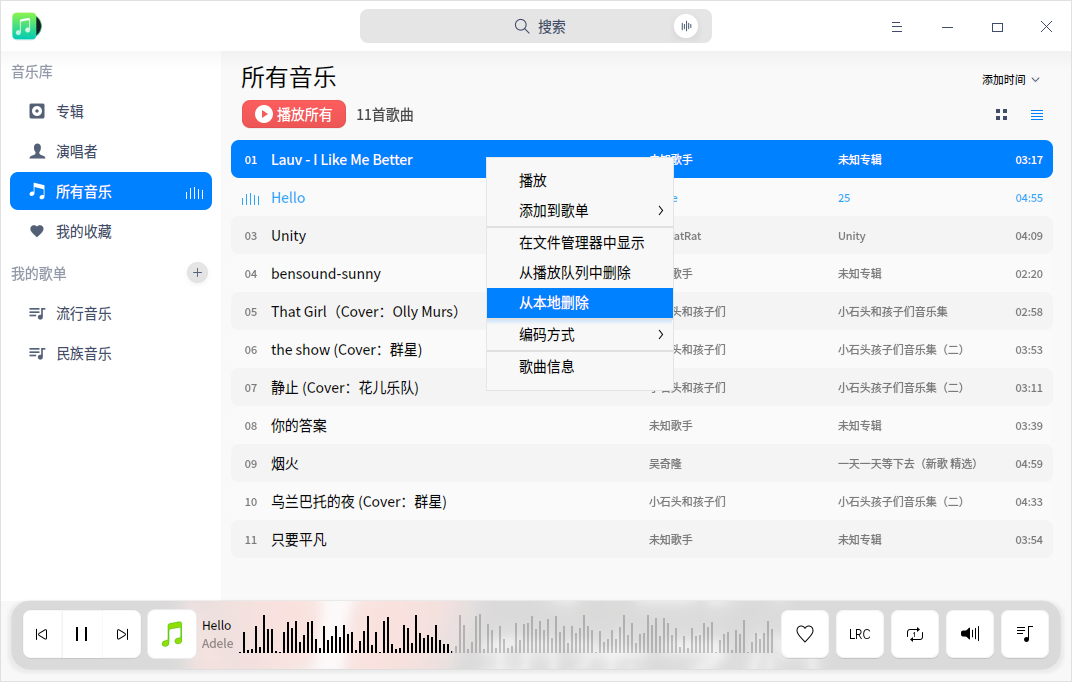 搜索
音乐库
专辑
演唱者
所有音乐
我的收藏
我的歌单
流行音乐
民族音乐
所有音乐
添加时间
播放所有 11首歌曲
01 Lauv - I Like Me Better 未知歌手 未知专辑 03:17
Hello 25 04:55
03 Unity Unity 04:09
04 bensound-sunny 歌手 未知专辑 02:20
05 That Girl（Cover：Olly Murs） 头和孩子们 小石头孩子们音乐集 02:58
06 the show (Cover：群星) 头和孩子们 小石头孩子们音乐集（二） 03:53
07 静止 (Cover：花儿乐队) 小石头和孩子们 小石头孩子们音乐集（二） 03:11
08 你的答案 未知歌手 未知专辑 03:39
09 烟火 吴奇隆 一天一天等下去（新歌 精选） 04:59
10 乌兰巴托的夜 (Cover：群星) 小石头和孩子们 小石头孩子们音乐集（二） 04:33
11 只要平凡 未知歌手 未知专辑 03:54
播放
添加到歌单
在文件管理器中显示
从播放队列中删除
从本地删除
编码方式
歌曲信息
Hello
Adele
LRC